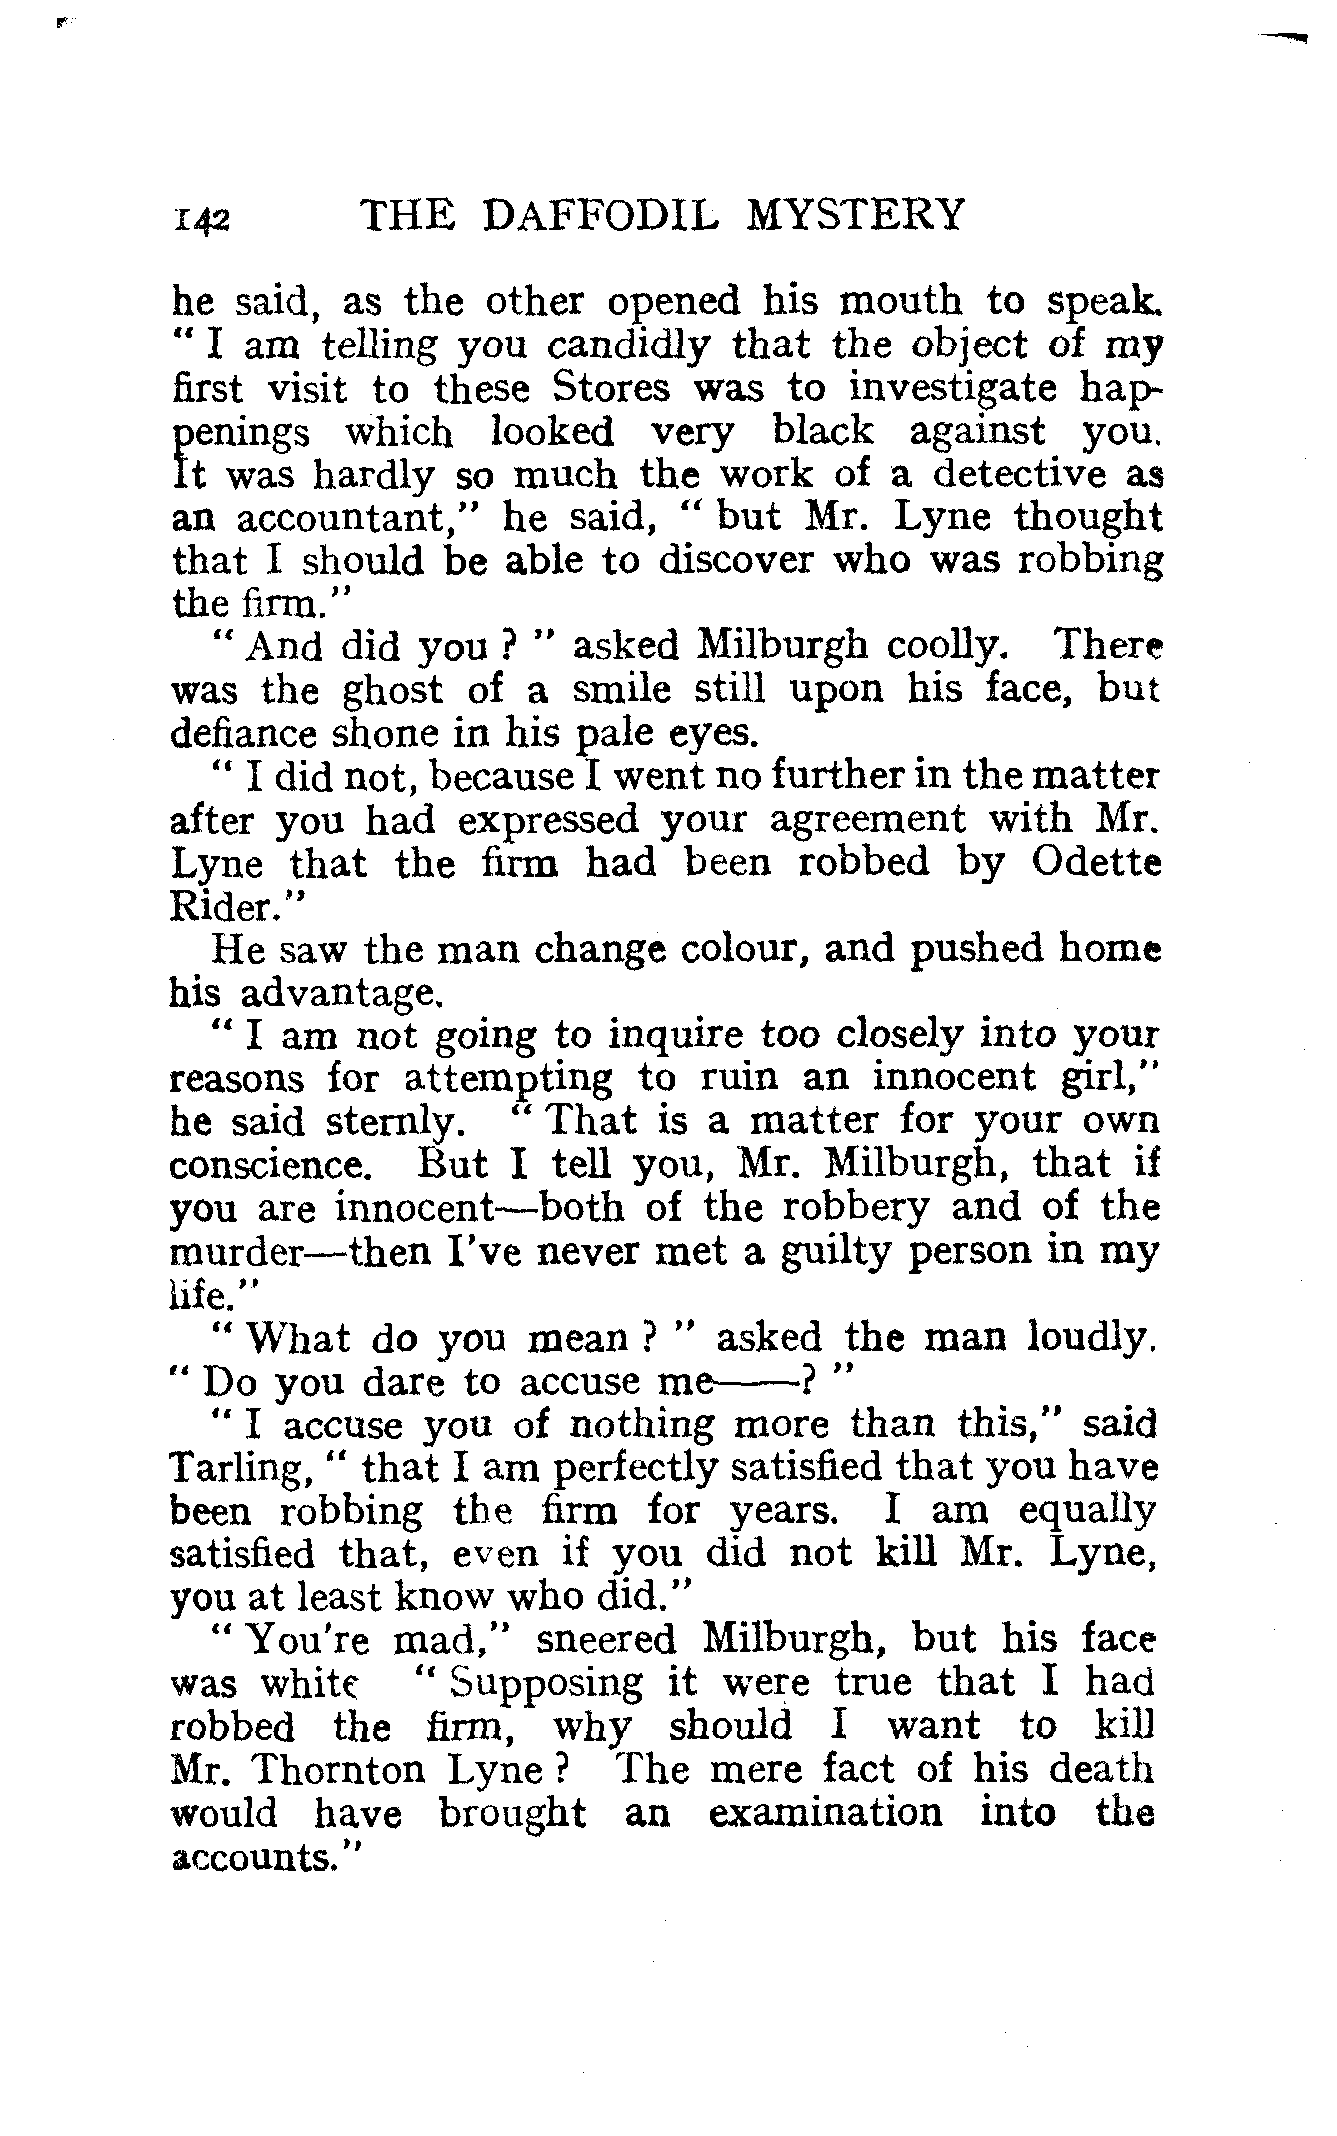 142 THE DAFFODIL MYSTERY
he said, as the other opened his mouth to speak.
" I am telling you candidly that the object of my
first visit to these Stores was to investigate hap-
penings which looked very black against you.
It was hardly so much the work of a detective as
an accountant," he said, " but Mr. Lyne thought
that I should be able to discover who was robbing
the firm."
" And did you ? " asked Milburgh coolly. There
was the ghost of a smile still upon his face, but
defiance shone in his pale eyes.
" I did not, because I went no further in the matter
after you had expressed your agreement with Mr.
Lyne that the firm had been robbed by Odette
Rider."
He saw the man change colour, and pushed home
his advantage.
" I am not going to inquire too closely into your
reasons for attempting to ruin an innocent girl,"
he said sternly. " That is a matter for your own
conscience. But I tell you, Mr. Milburgh, that if
you are innocent—both of the robbery and of the
murder—then I've never met a guilty person in my
life."
" What do you mean ? " asked the man loudly.
" Do you dare to accuse me——? "
" I accuse you of nothing more than this," said
Tarling, " that I am perfectly satisfied that you have
been robbing the firm for years. I am equally
satisfied that, even if you did not kill Mr. Lyne,
you at least know who did."
" You're mad," sneered Milburgh, but his face
was white " Supposing it were true that I had
robbed the firm, why should I want to kill
Mr. Thornton Lyne ? The mere fact of his death
would have brought an examination into the
accounts."